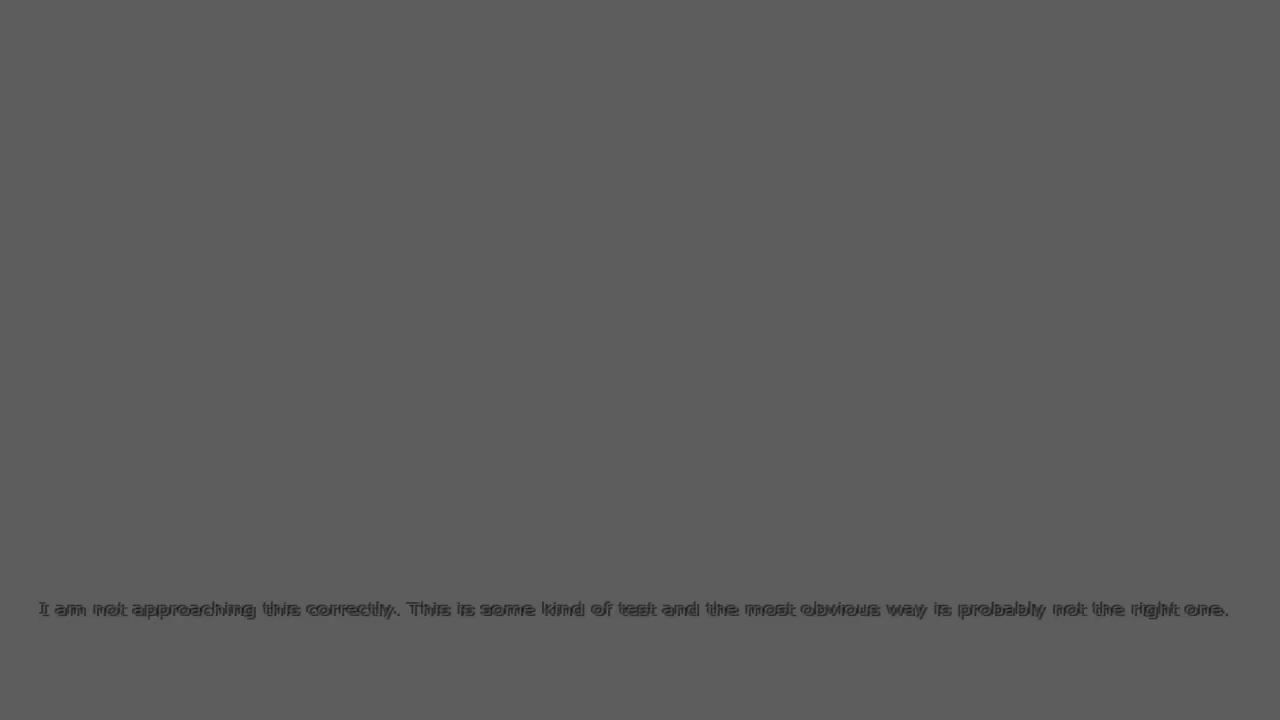 I am not approaching this correctly. This is some kind of test and the most obvious way is probably not the right one.